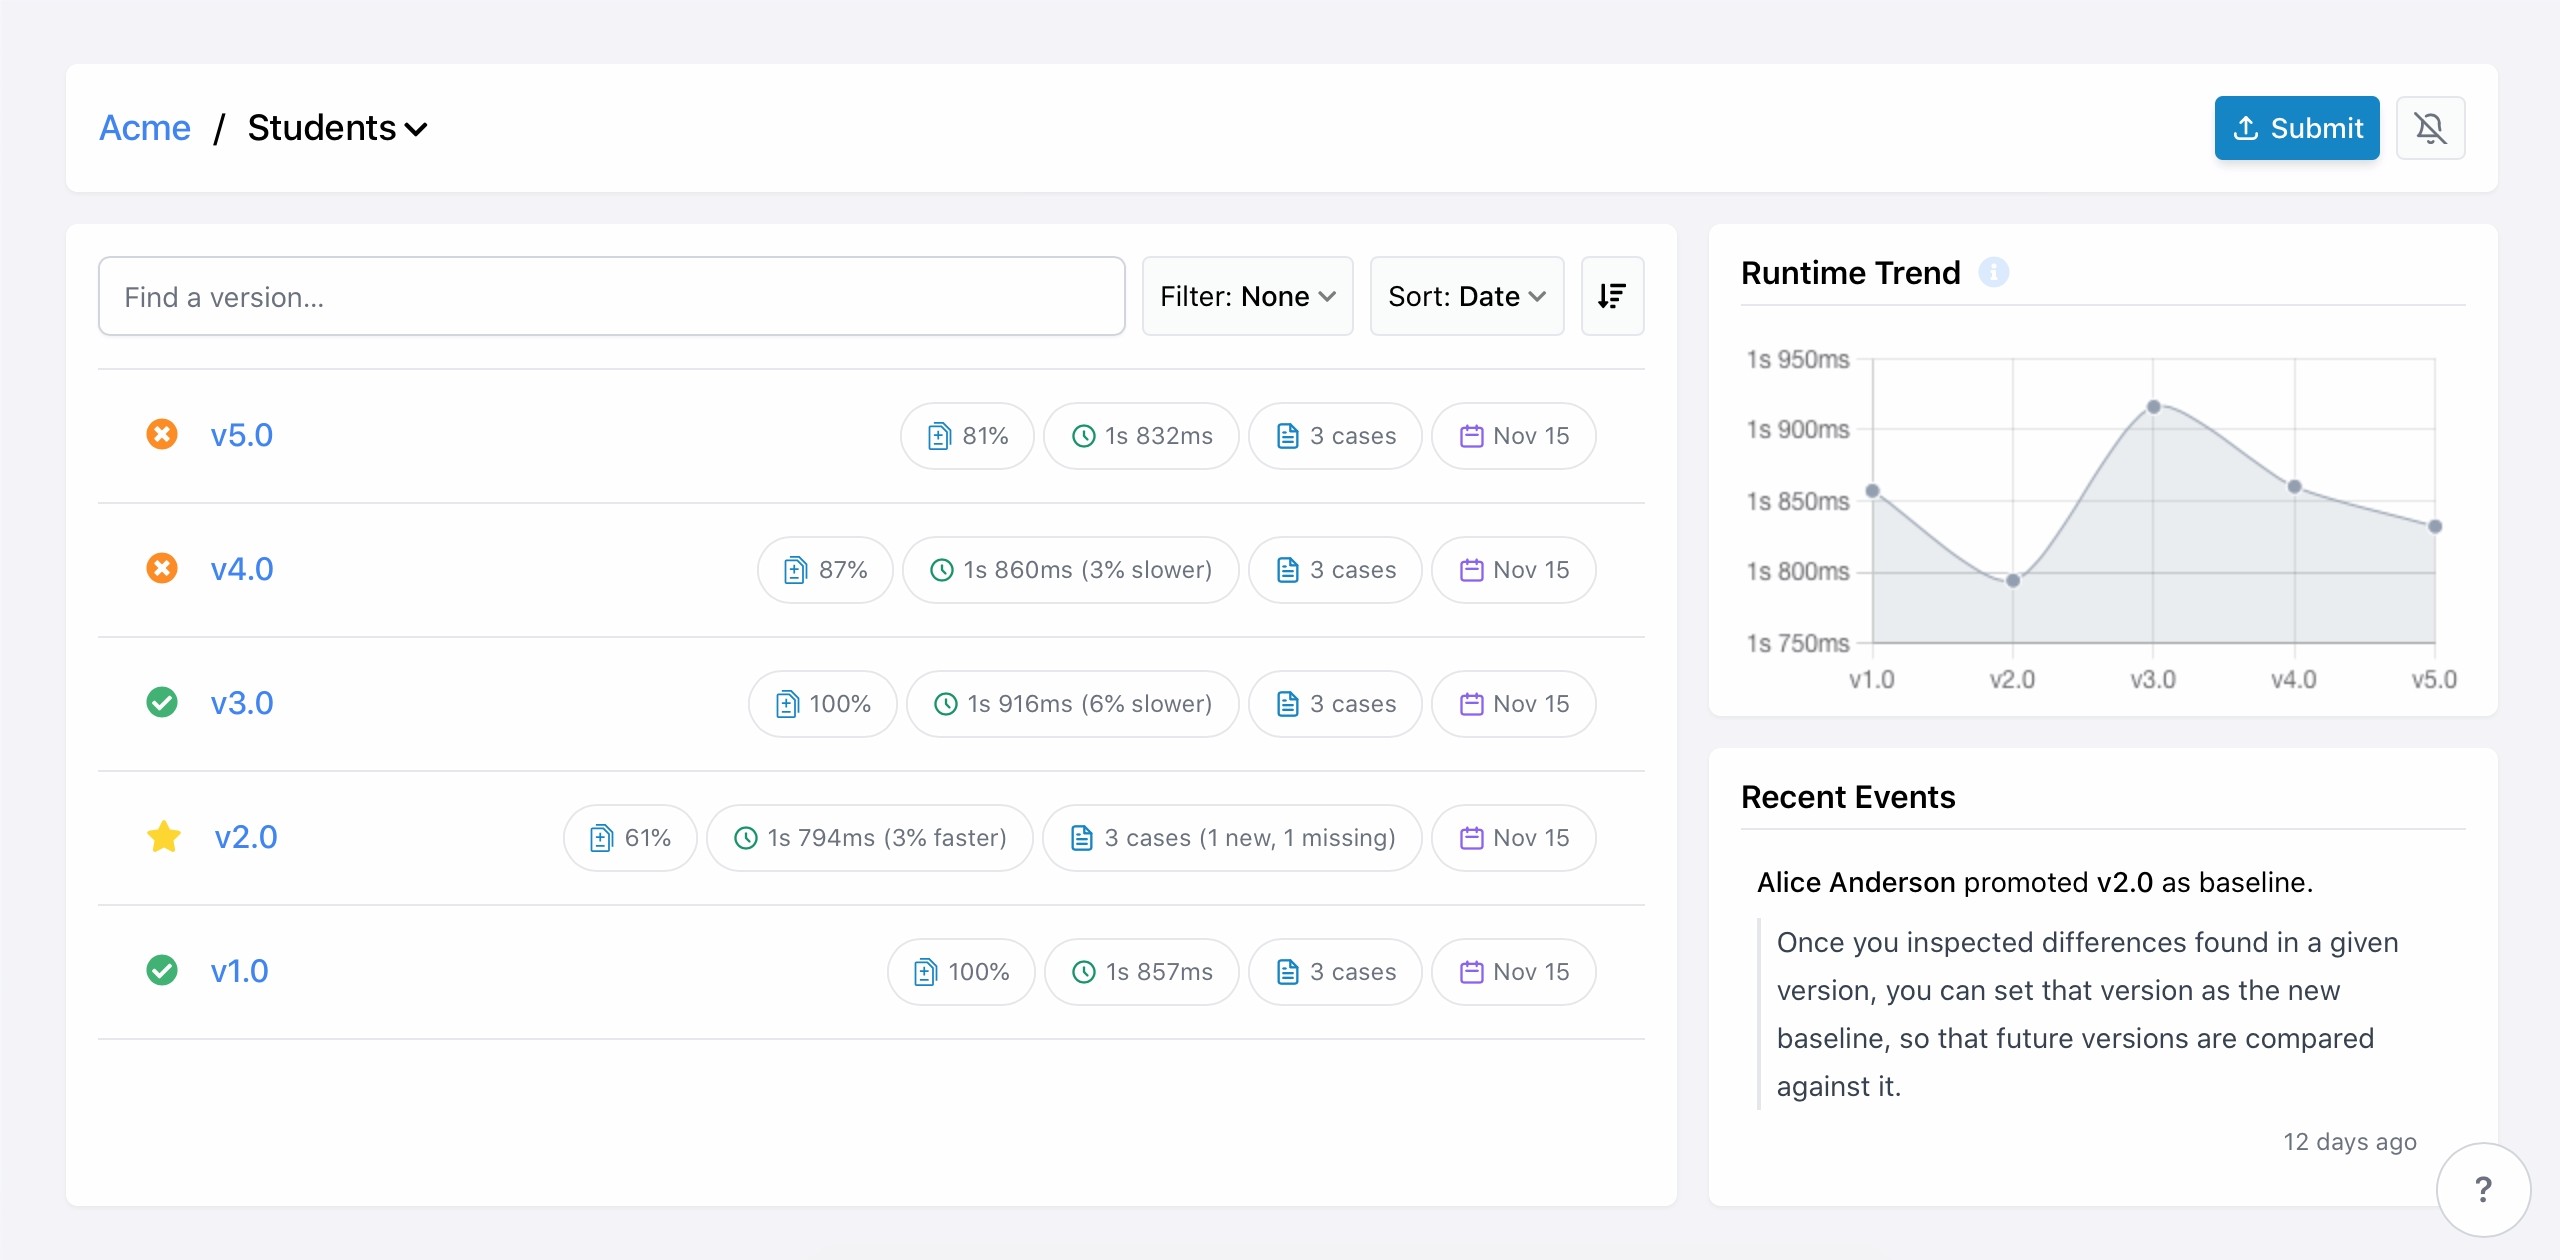 Acme / Students
Submit
Find a version...
Filter: None
Sort: Date
v5.0 81% 1s 832ms 3 cases Nov 15
v4.0 87% 1s 860ms (3% slower) 3 cases Nov 15
v3.0 100% 1s 916ms (6% slower) 3 cases Nov 15
v2.0 61% 1s 794ms (3% faster) 3 cases (1 new, 1 missing) Nov 15
v1.0 100% 1s 857ms 3 cases Nov 15
Runtime Trend
1s 950ms
1s 900ms
1s 850ms
1s 800ms
1s 750ms
v1.0 v2.0 v3.0 v4.0 v5.0
Recent Events
Alice Anderson promoted v2.0 as baseline.
Once you inspected differences found in a given
version, you can set that version as the new
baseline, so that future versions are compared
against it.
12 days ago
?